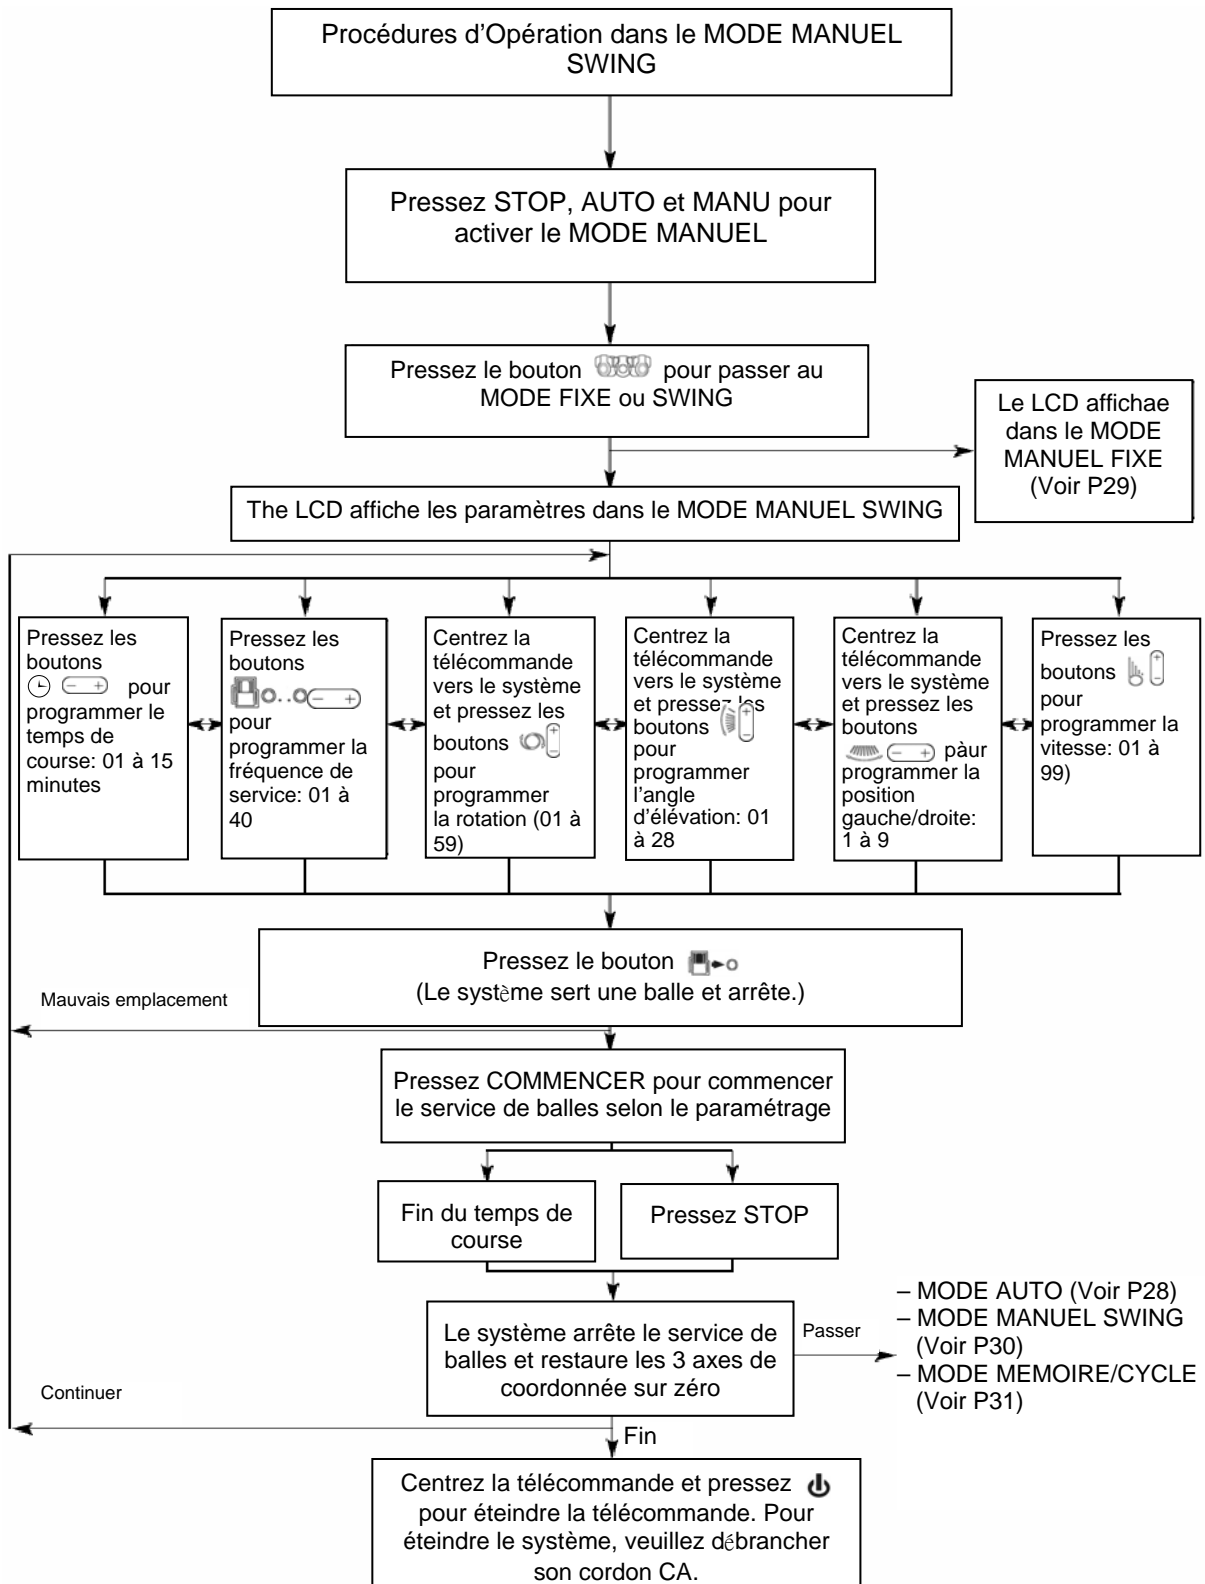 Procédures d'Opération dans le MODE MANUEL
SWING
Pressez STOP, AUTO et MANU pour
activer le MODE MANUEL
Pressez le bouton pour passer au
MODE FIXE ou SWING
Le LCD affichae
dans le MODE
MANUEL FIXE
(Voir P29)
The LCD affiche les paramètres dans le MODE MANUEL SWING
Pressez les
boutons
- + pour
programmer le
temps de
course: 01 à 15
minutes
Pressez les
boutons
- +
pour
programmer la
fréquence de
service: 01 à
40
Centrez la
télécommande
vers le système
et pressez les
boutons + -
pour
programmer
la rotation (01 à
59)
Centrez la
télécommande
vers le système
et pressez les
boutons + -
pour
programmer
l'angle
d'élévation: 01
à 28
Centrez la
télécommande
vers le système
et pressez les
boutons
- + pàur
programmer la
position
gauche/droite:
1 à 9
Pressez les
boutons + -
pour
programmer la
vitesse: 01 à
99)
Pressez le bouton
(Le système sert une balle et arrête.)
Mauvais emplacement
Pressez COMMENCER pour commencer
le service de balles selon le paramétrage
Fin du temps de
course
Pressez STOP
Le système arrête le service de
balles et restaure les 3 axes de
coordonnée sur zéro
Passer
– MODE AUTO (Voir P28)
– MODE MANUEL SWING
(Voir P30)
– MODE MEMOIRE/CYCLE
(Voir P31)
Continuer
Fin
Centrez la télécommande et pressez
pour éteindre la télécommande. Pour
éteindre le système, veuillez débrancher
son cordon CA.